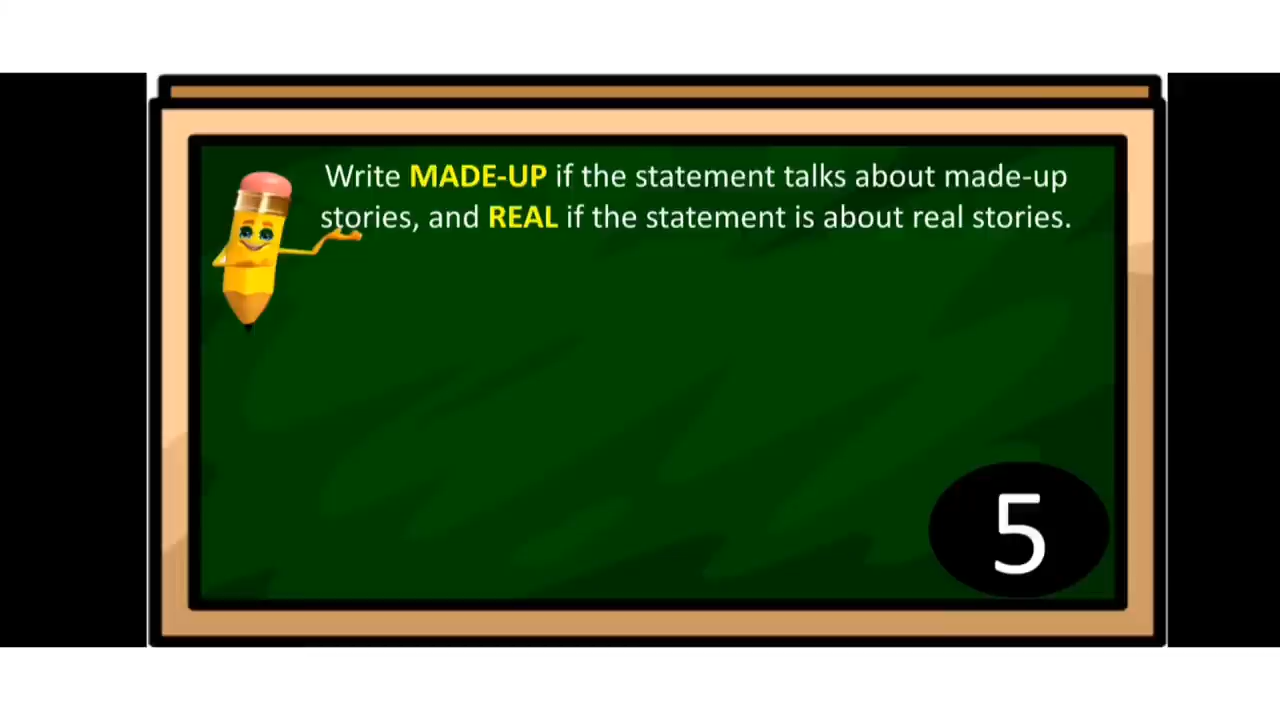 Write MADE-UP if the statement talks about made-up
stories, and REAL if the statement is about real stories.
5